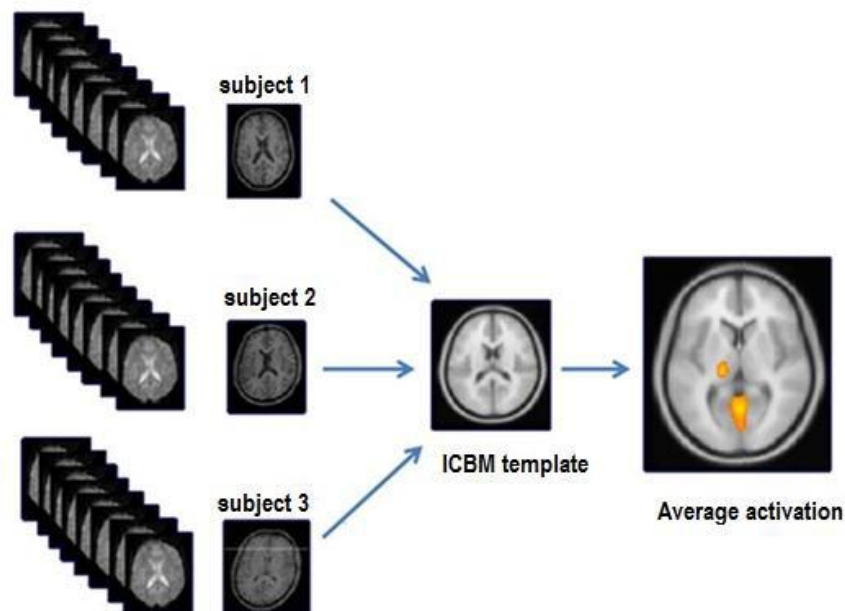 subject 1
subject 2
subject 3
ICBM template
Average activation